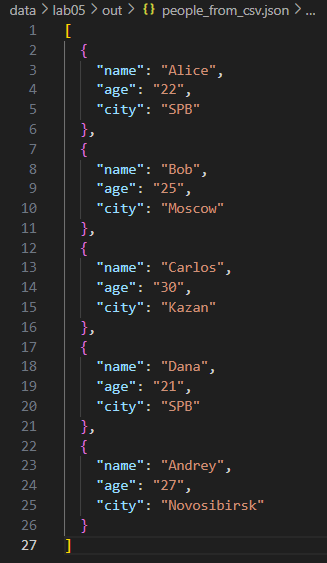 data > lab05 > out > {} people_from_csv.json > ...
1 [
2 {
3 "name": "Alice",
4 "age": "22",
5 "city": "SPB"
6 },
7 {
8 "name": "Bob",
9 "age": "25",
10 "city": "Moscow"
11 },
12 {
13 "name": "Carlos",
14 "age": "30",
15 "city": "Kazan"
16 },
17 {
18 "name": "Dana",
19 "age": "21",
20 "city": "SPB"
21 },
22 {
23 "name": "Andrey",
24 "age": "27",
25 "city": "Novosibirsk"
26 }
27 ]